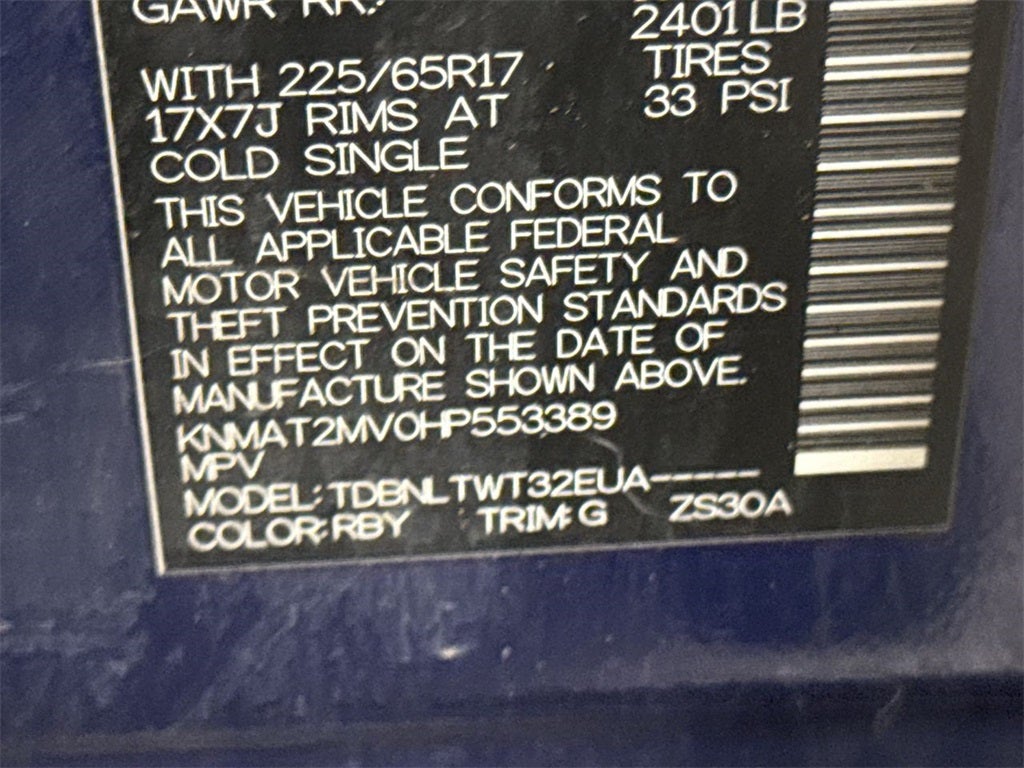 GAWR RR:
2401LB
WITH 225/65R17 TIRES
17X7J RIMS AT 33 PSI
COLD SINGLE
THIS VEHICLE CONFORMS TO
ALL APPLICABLE FEDERAL
MOTOR VEHICLE SAFETY AND
THEFT PREVENTION STANDARDS
IN EFFECT ON THE DATE OF
MANUFACTURE SHOWN ABOVE.
KNMAT2MV0HP553389
MPV
MODEL:TDBNLTWT32EUA-----
COLOR:RBY TRIM:G ZS30A